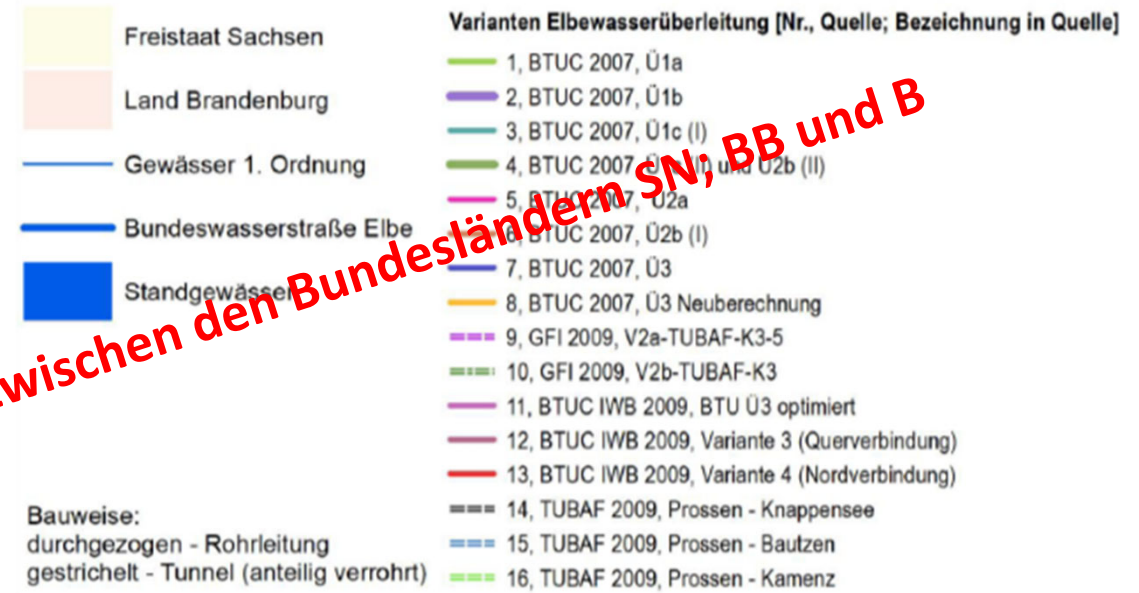 Freistaat Sachsen
Land Brandenburg
Gewässer 1. Ordnung
Bundeswasserstraße Elbe
Standgewässer
Bauweise:
durchgezogen - Rohrleitung
gestrichelt - Tunnel (anteilig verrohrt)
Varianten Elbewasserüberleitung [Nr., Quelle; Bezeichnung in Quelle]
1, BTUC 2007, Ü1a
2, BTUC 2007, Ü1b
3, BTUC 2007, Ü1c (I)
4, BTUC 2007, (II) und Ü2b (II)
5, BTUC 2007, Ü2a
6, BTUC 2007, Ü2b (I)
7, BTUC 2007, Ü3
8, BTUC 2007, Ü3 Neuberechnung
9, GFI 2009, V2a-TUBAF-K3-5
10, GFI 2009, V2b-TUBAF-K3
11, BTUC IWB 2009, BTU Ü3 optimiert
12, BTUC IWB 2009, Variante 3 (Querverbindung)
13, BTUC IWB 2009, Variante 4 (Nordverbindung)
14, TUBAF 2009, Prossen - Knappensee
15, TUBAF 2009, Prossen - Bautzen
16, TUBAF 2009, Prossen - Kamenz
wischen den Bundesländern SN; BB und B